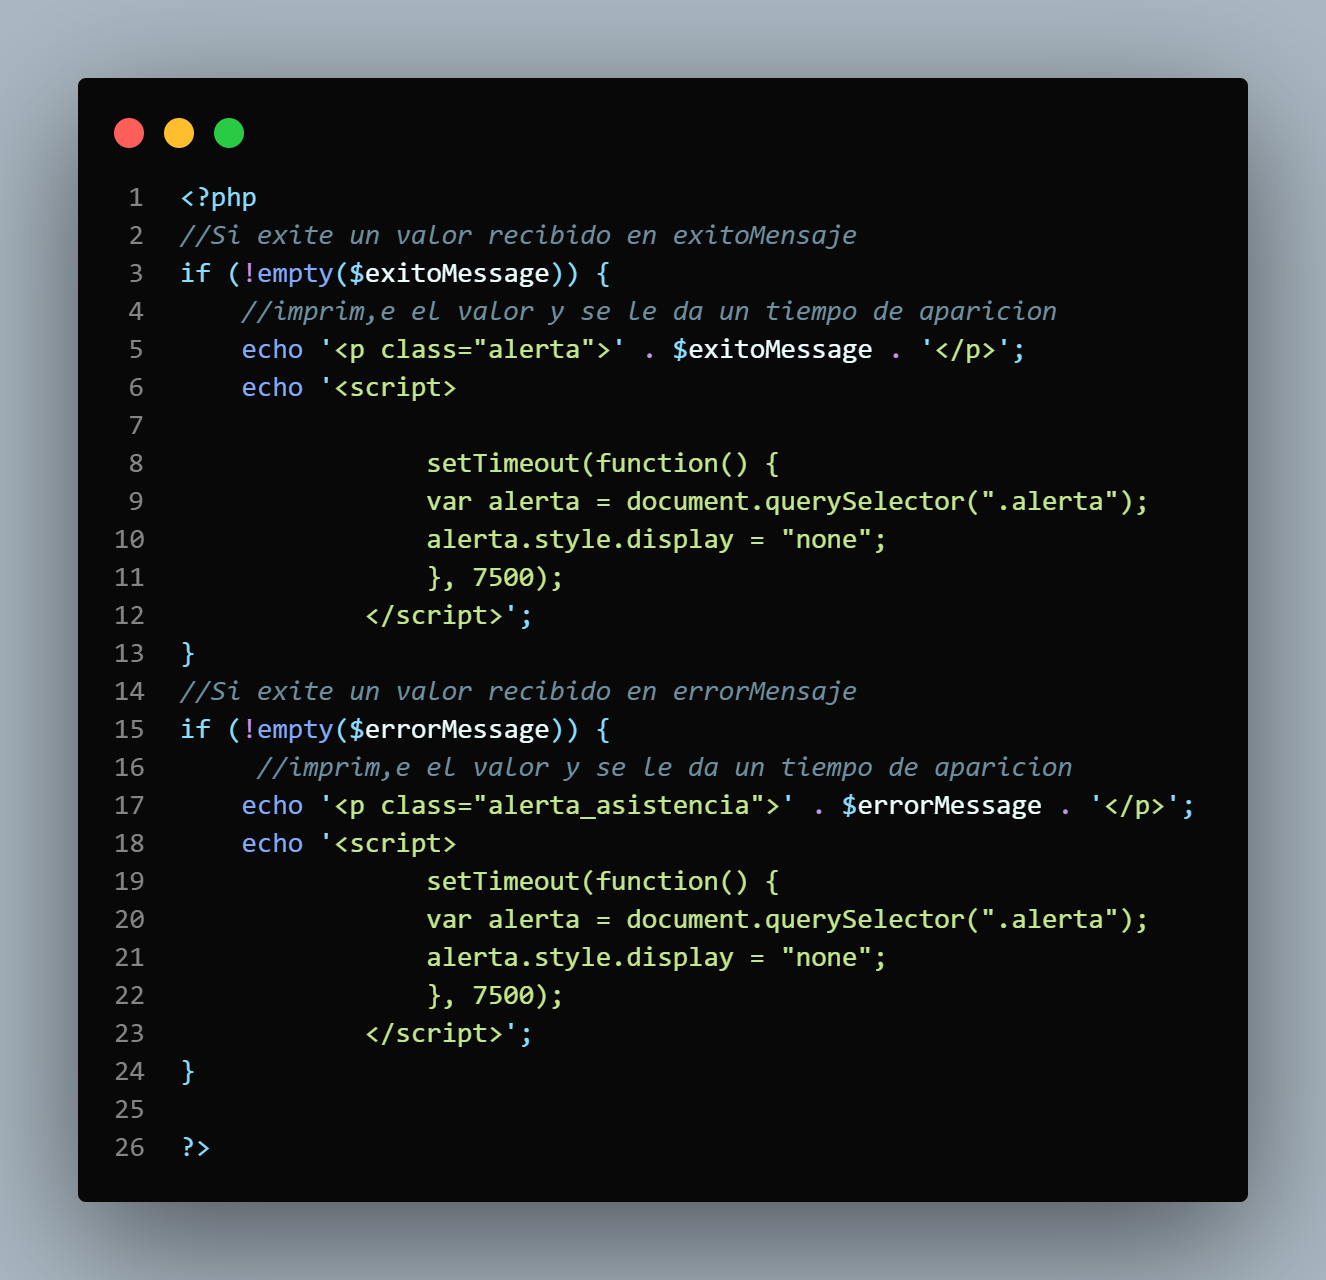 1 <?php
2 //Si exite un valor recibido en exitoMensaje
3 if (!empty($exitoMessage)) {
4     //imprim,e el valor y se le da un tiempo de aparicion
5     echo '<p class="alerta">' . $exitoMessage . '</p>';
6     echo '<script>
7
8                 setTimeout(function() {
9                 var alerta = document.querySelector(".alerta");
10                 alerta.style.display = "none";
11                 }, 7500);
12             </script>';
13 }
14 //Si exite un valor recibido en errorMensaje
15 if (!empty($errorMessage)) {
16      //imprim,e el valor y se le da un tiempo de aparicion
17     echo '<p class="alerta_asistencia">' . $errorMessage . '</p>';
18     echo '<script>
19                 setTimeout(function() {
20                 var alerta = document.querySelector(".alerta");
21                 alerta.style.display = "none";
22                 }, 7500);
23             </script>';
24 }
25
26 ?>